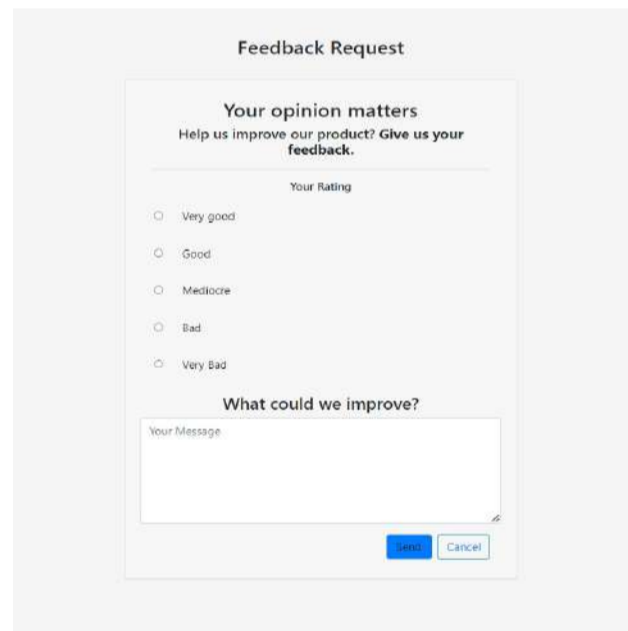 Feedback Request
Your opinion matters
Help us improve our product? Give us your
feedback.
Your Rating
Very good
Good
Mediocre
Bad
Very Bad
What could we improve?
Your Message
Send Cancel